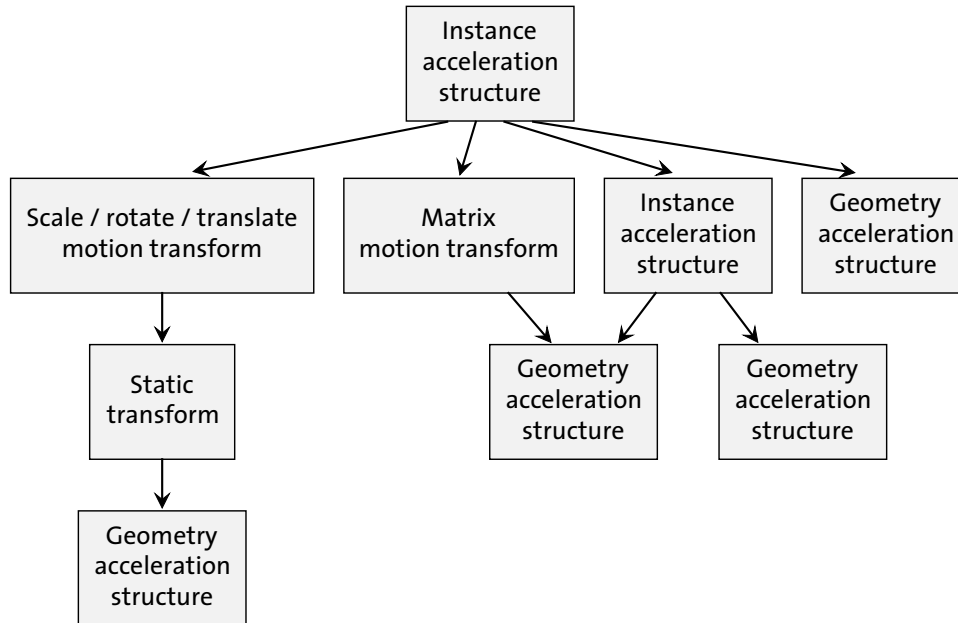 Instance
acceleration
structure
Scale / rotate / translate
motion transform
Matrix
motion transform
Instance
acceleration
structure
Geometry
acceleration
structure
Static
transform
Geometry
acceleration
structure
Geometry
acceleration
structure
Geometry
acceleration
structure